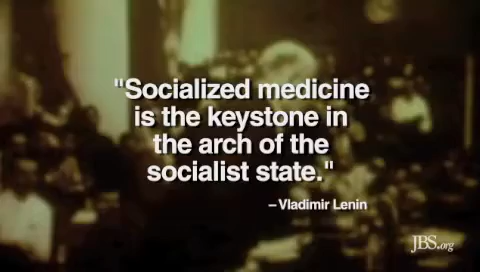 "Socialized medicine
is the keystone in
the arch of the
socialist state."
– Vladimir Lenin
JBS.org